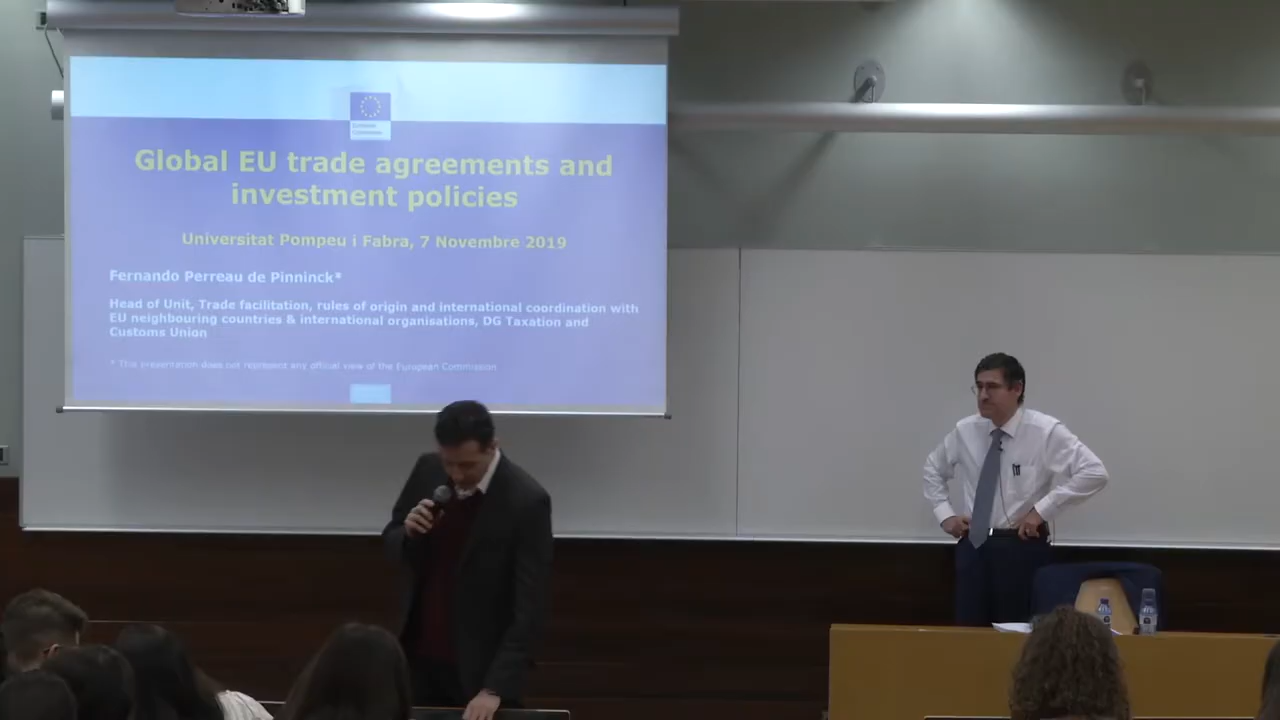 European
Commission
Global EU trade agreements and
investment policies
Universitat Pompeu i Fabra, 7 Novembre 2019
Fernando Perreau de Pinninck*
Head of Unit, Trade facilitation, rules of origin and international coordination with
EU neighbouring countries & international organisations, DG Taxation and
Customs Union
* This presentation does not represent any official view of the European Commission